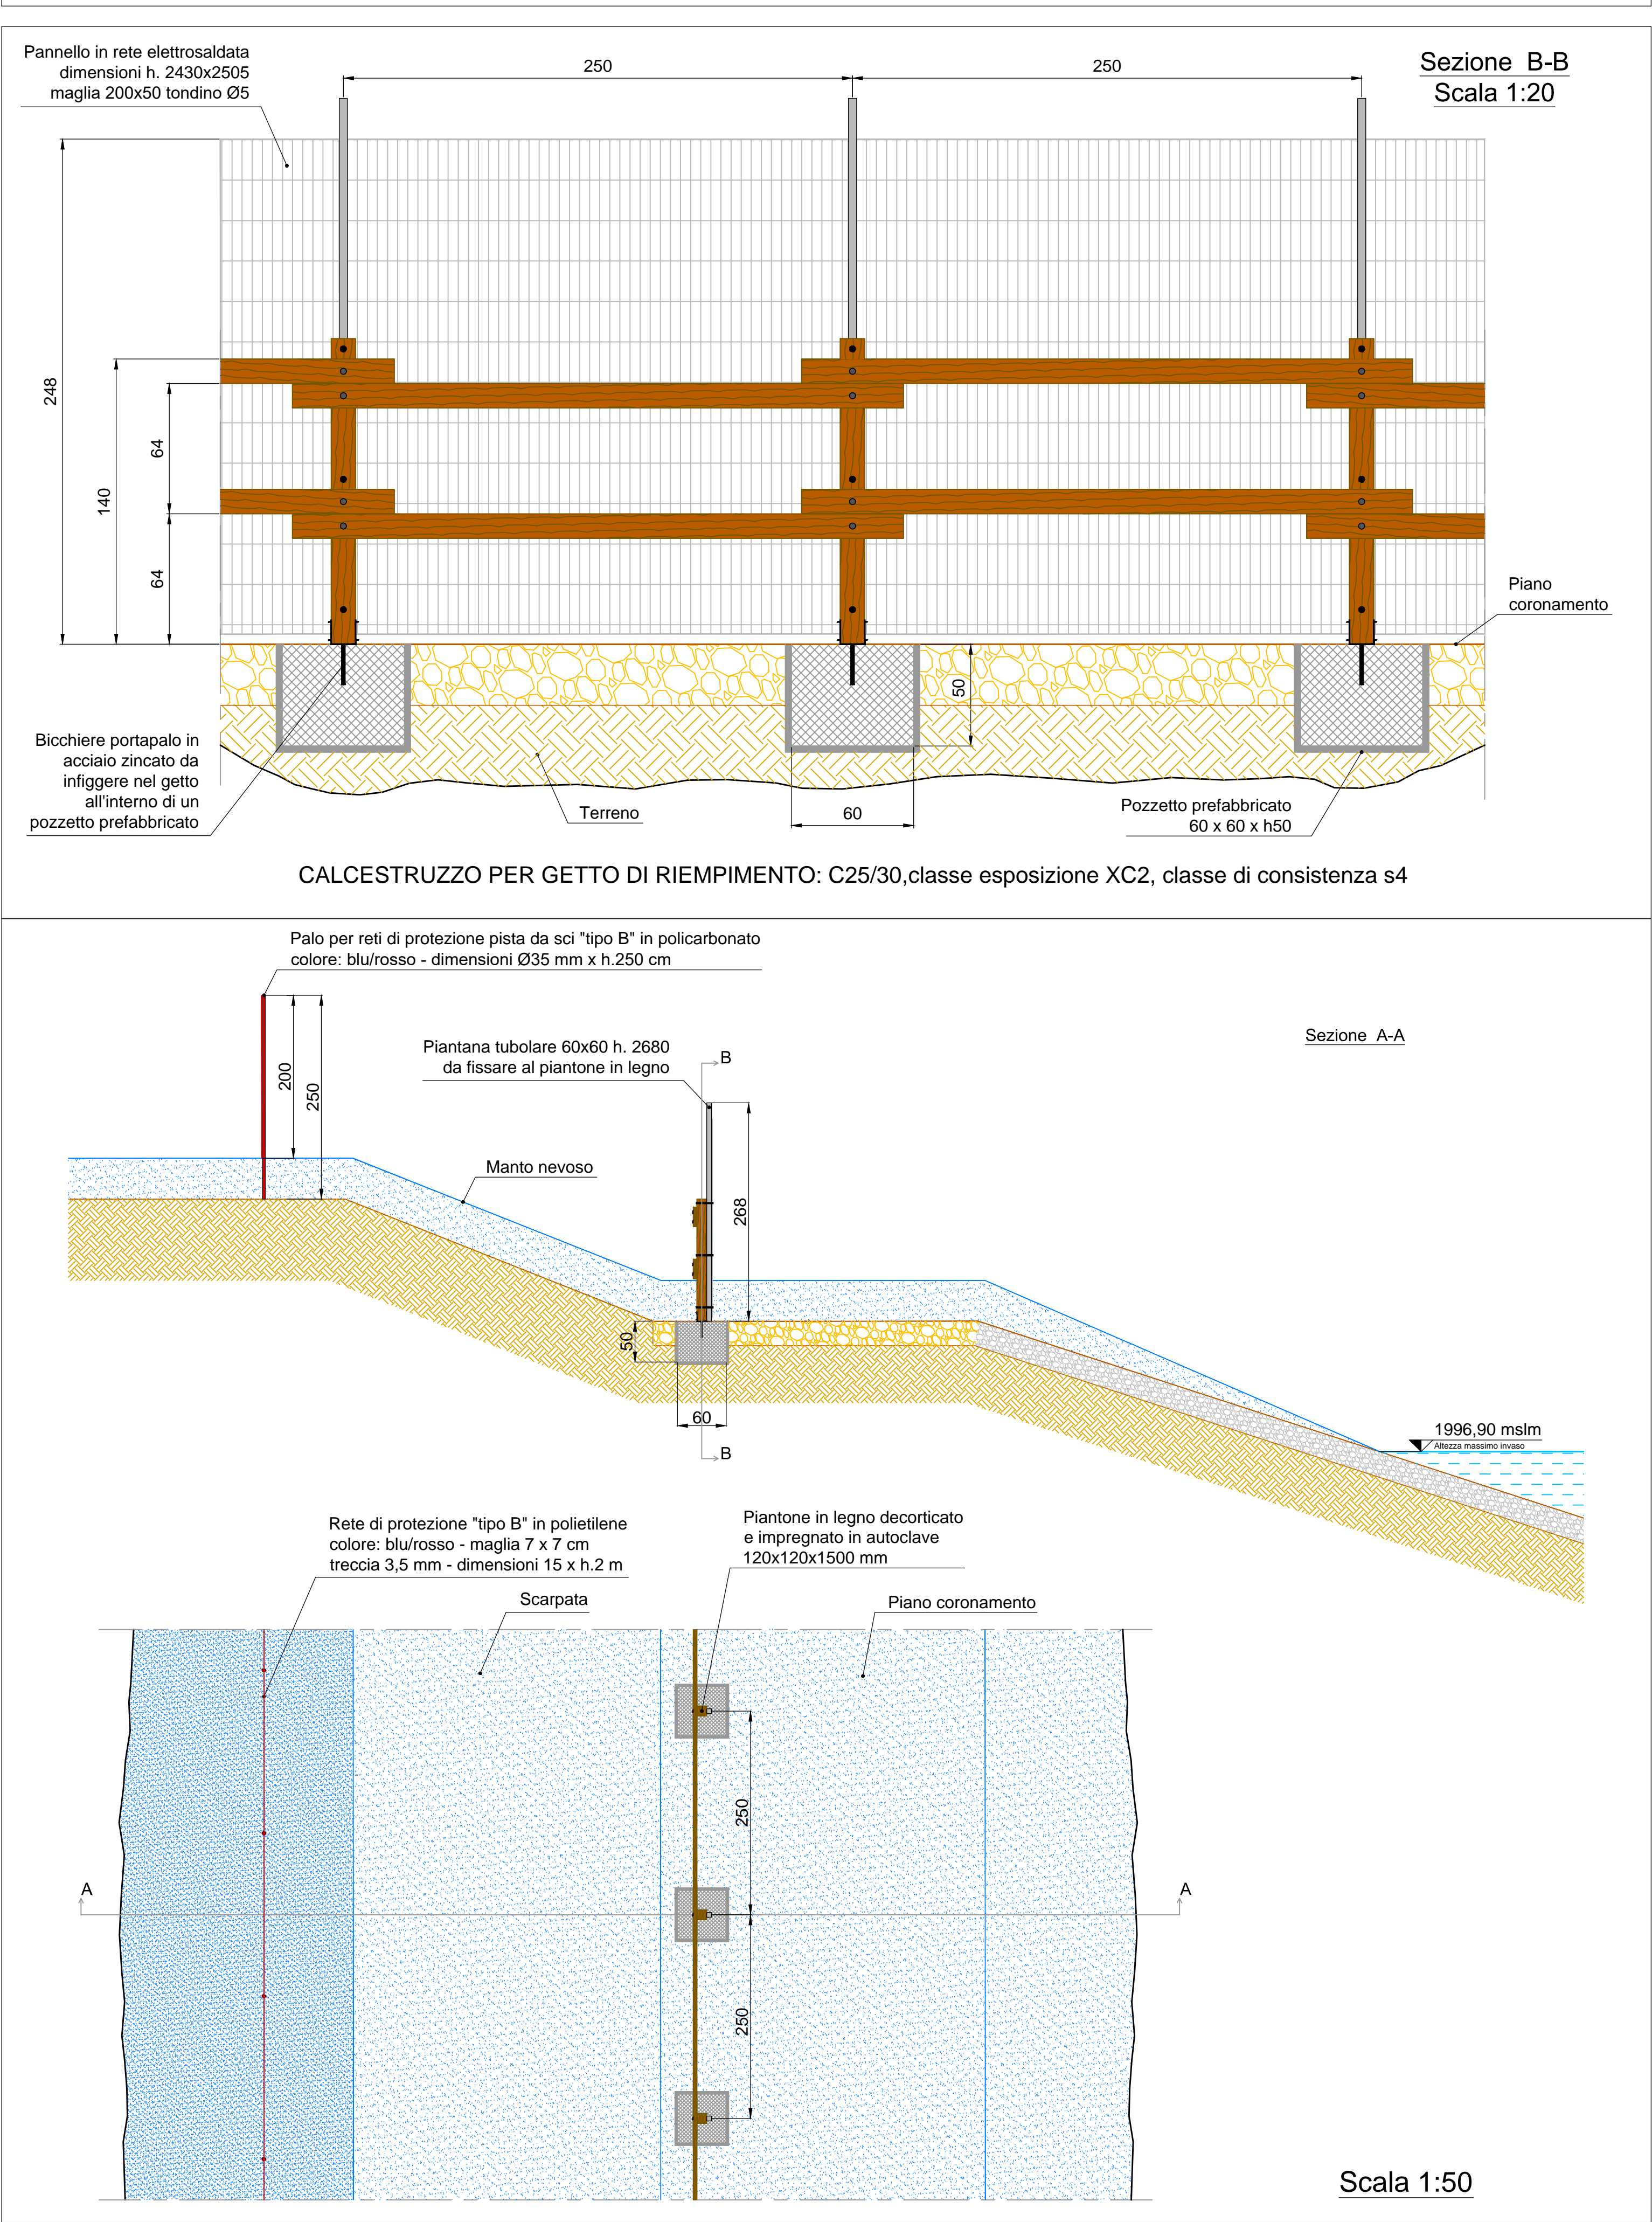 Pannello in rete elettrosaldata
dimensioni h. 2430x2505
maglia 200x50 tondino Ø5
250
250
Sezione B-B
Scala 1:20
248
140
64
64
50
60
Piano
coronamento
Bicchiere portapalo in
acciaio zincato da
infiggere nel getto
all'interno di un
pozzetto prefabbricato
Terreno
Pozzetto prefabbricato
60 x 60 x h50
CALCESTRUZZO PER GETTO DI RIEMPIMENTO: C25/30,classe esposizione XC2, classe di consistenza s4
Palo per reti di protezione pista da sci "tipo B" in policarbonato
colore: blu/rosso - dimensioni Ø35 mm x h.250 cm
Sezione A-A
Piantana tubolare 60x60 h. 2680
da fissare al piantone in legno
B
200
250
Manto nevoso
268
50
60
B
1996,90 mslm
Altezza massimo invaso
Rete di protezione "tipo B" in polietilene
colore: blu/rosso - maglia 7 x 7 cm
treccia 3,5 mm - dimensioni 15 x h.2 m
Piantone in legno decorticato
e impregnato in autoclave
120x120x1500 mm
Scarpata
Piano coronamento
250
A
A
250
Scala 1:50